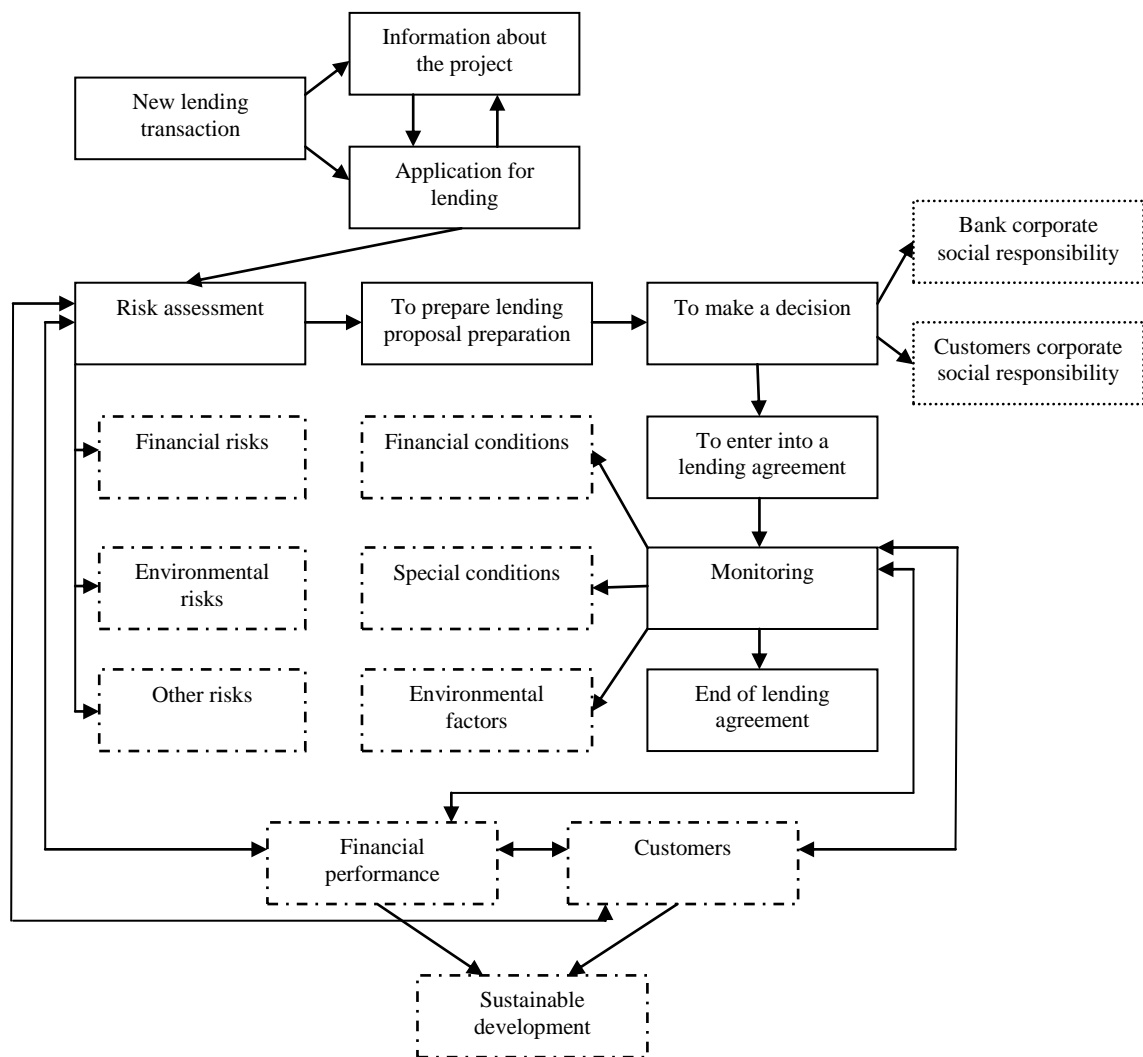 Information about
the project
New lending
transaction
Application for
lending
Bank corporate
social responsibility
Risk assessment
To prepare lending
proposal preparation
To make a decision
Customers corporate
social responsibility
Financial risks
Financial conditions
To enter into a
lending agreement
Environmental
risks
Special conditions
Monitoring
Other risks
Environmental
factors
End of lending
agreement
Financial
performance
Customers
Sustainable
development